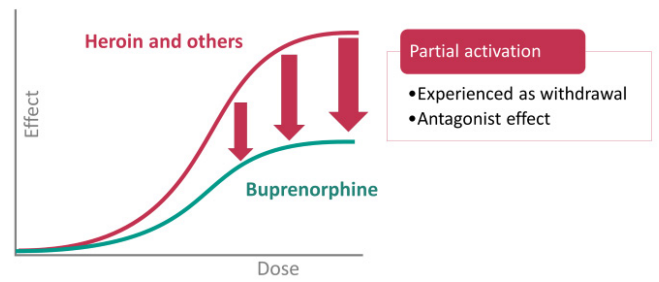 Heroin and others
Partial activation
•Experienced as withdrawal
•Antagonist effect
Effect
Buprenorphine
Dose